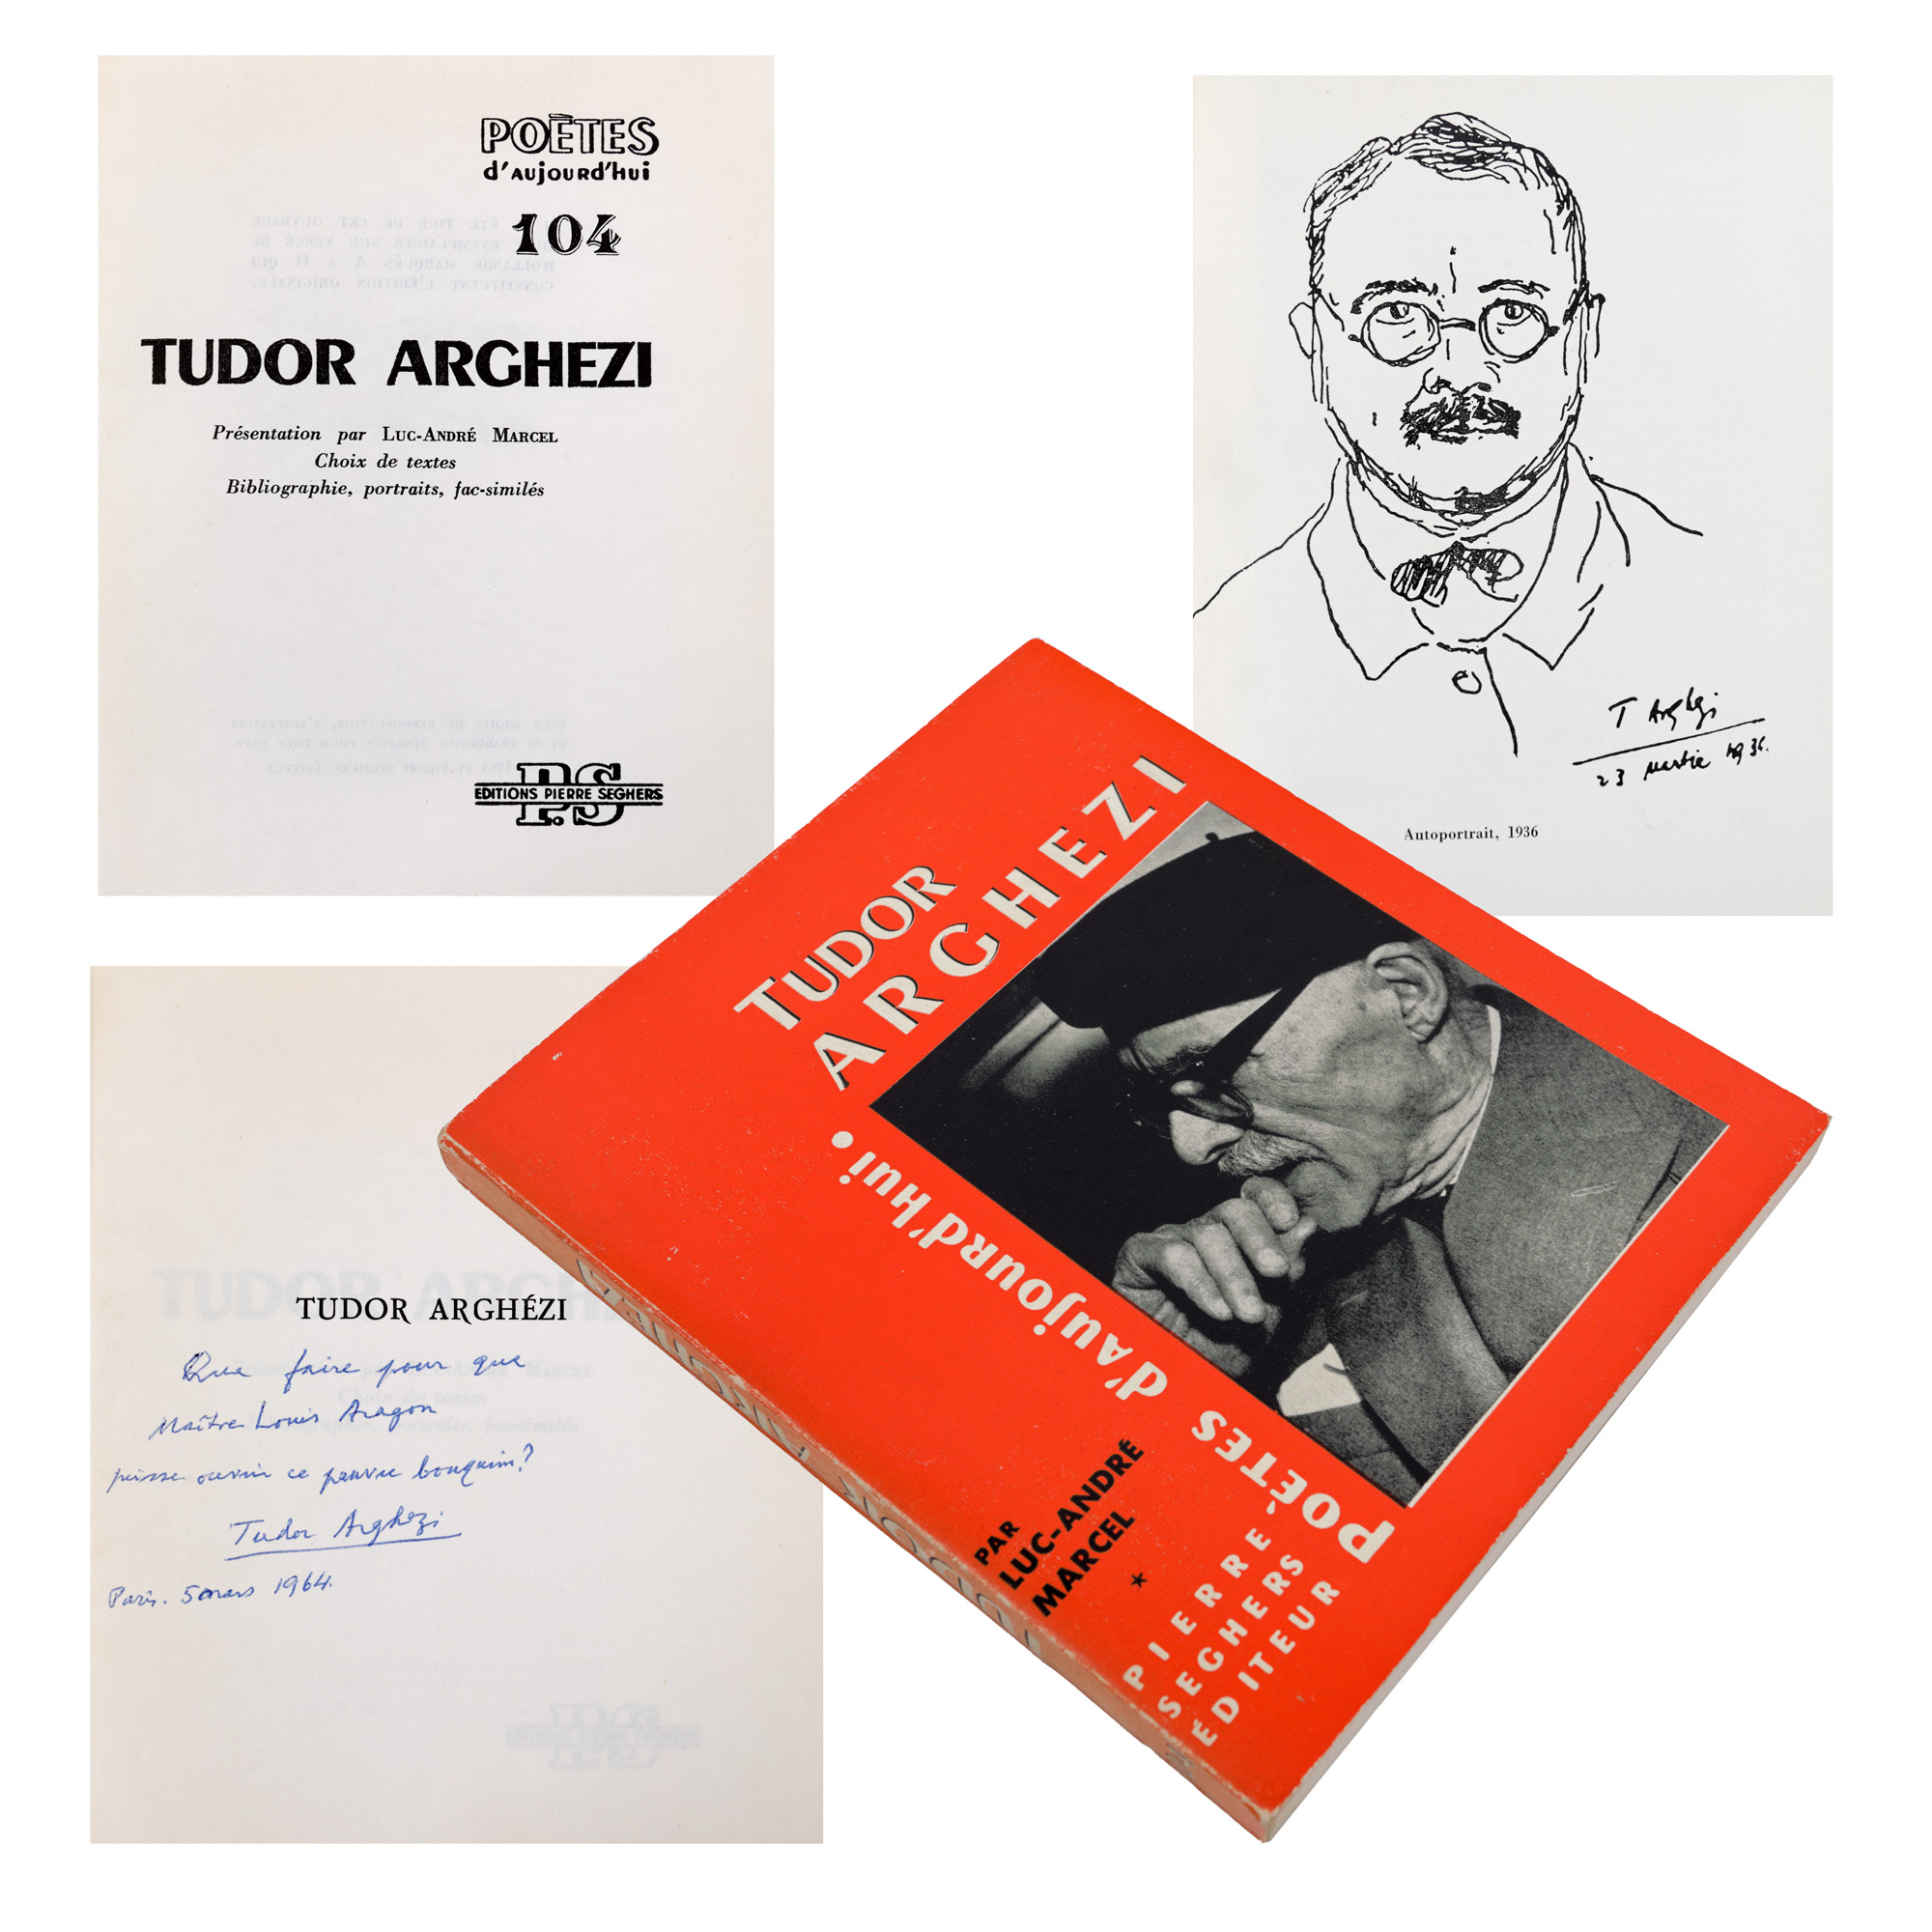 POÈTES
d'aujourd'hui
104
TUDOR ARGHEZI
Présentation par Luc-André Marcel
Choix de textes
Bibliographie, portraits, fac-similés
P.S
EDITIONS PIERRE SEGHERS
T Arghezi
23 martie 1936.
Autoportrait, 1936
TUDOR
ARGHEZI
POÈTES d'aujourd'hui.
PAR
LUC-ANDRÉ
MARCEL
*
PIERRE
SEGHERS
ÉDITEUR
TUDOR ARGHÉZI
Que faire pour que
Maître Louis Aragon
puisse ouvrir ce pauvre bouquin?
Tudor Arghezi
Paris. 5 mars 1964.